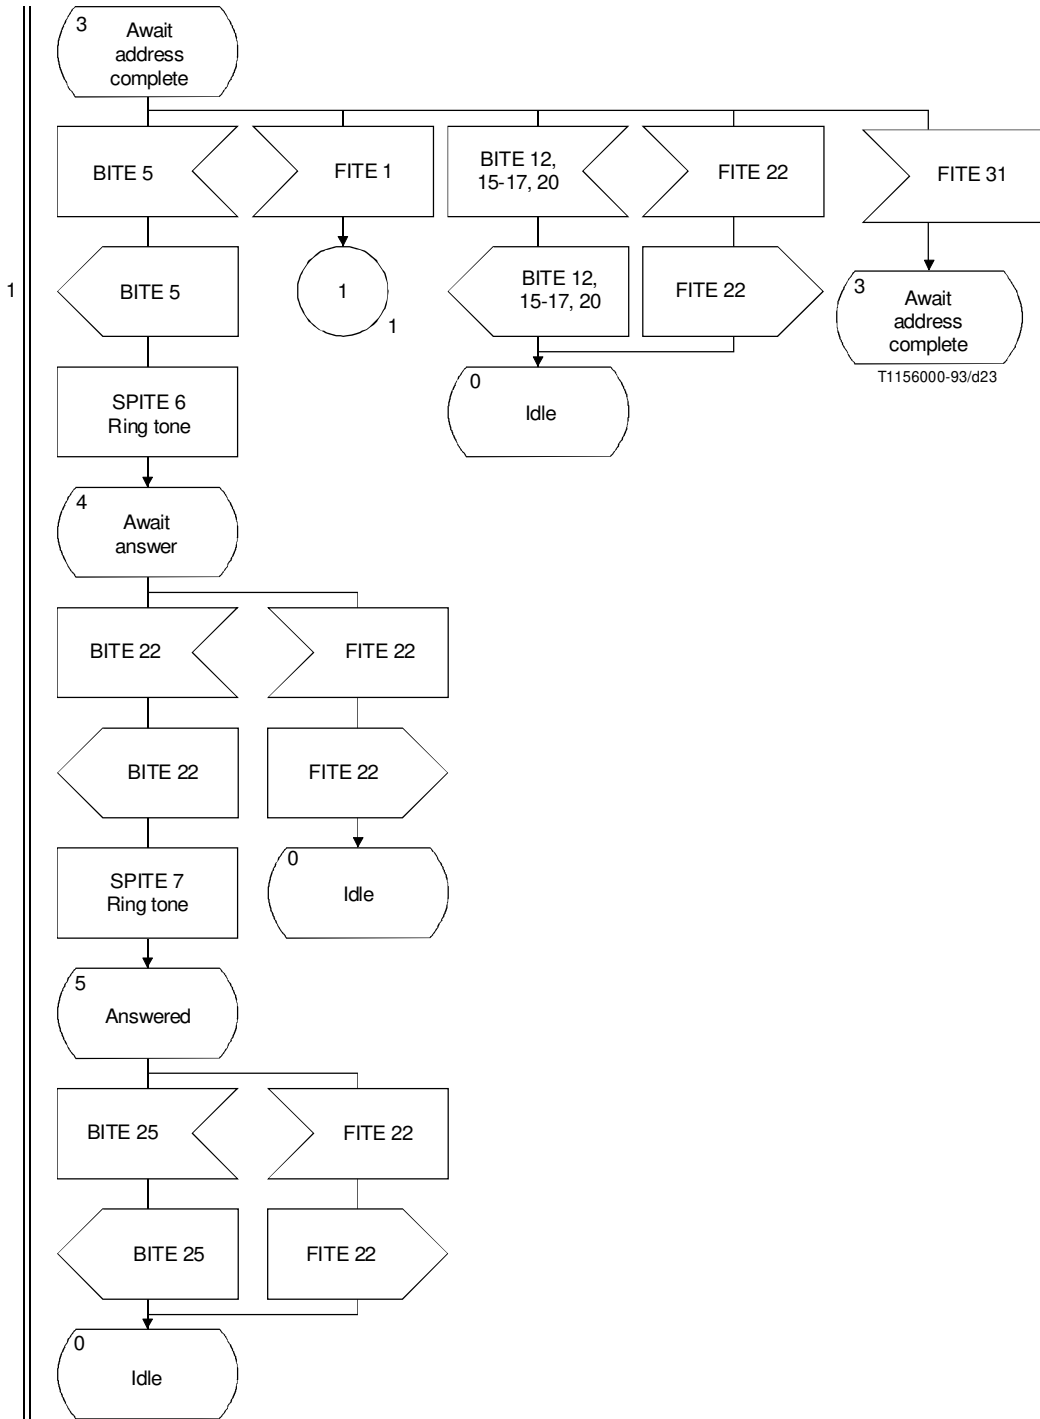 3
Await
address
complete
BITE 5
FITE 1
BITE 12,
15-17, 20
FITE 22
FITE 31
1
BITE 5
1
1
BITE 12,
15-17, 20
FITE 22
3
Await
address
complete
T1156000-93/d23
SPITE 6
Ring tone
0
Idle
4
Await
answer
BITE 22
FITE 22
BITE 22
FITE 22
SPITE 7
Ring tone
0
Idle
5
Answered
BITE 25
FITE 22
BITE 25
FITE 22
0
Idle